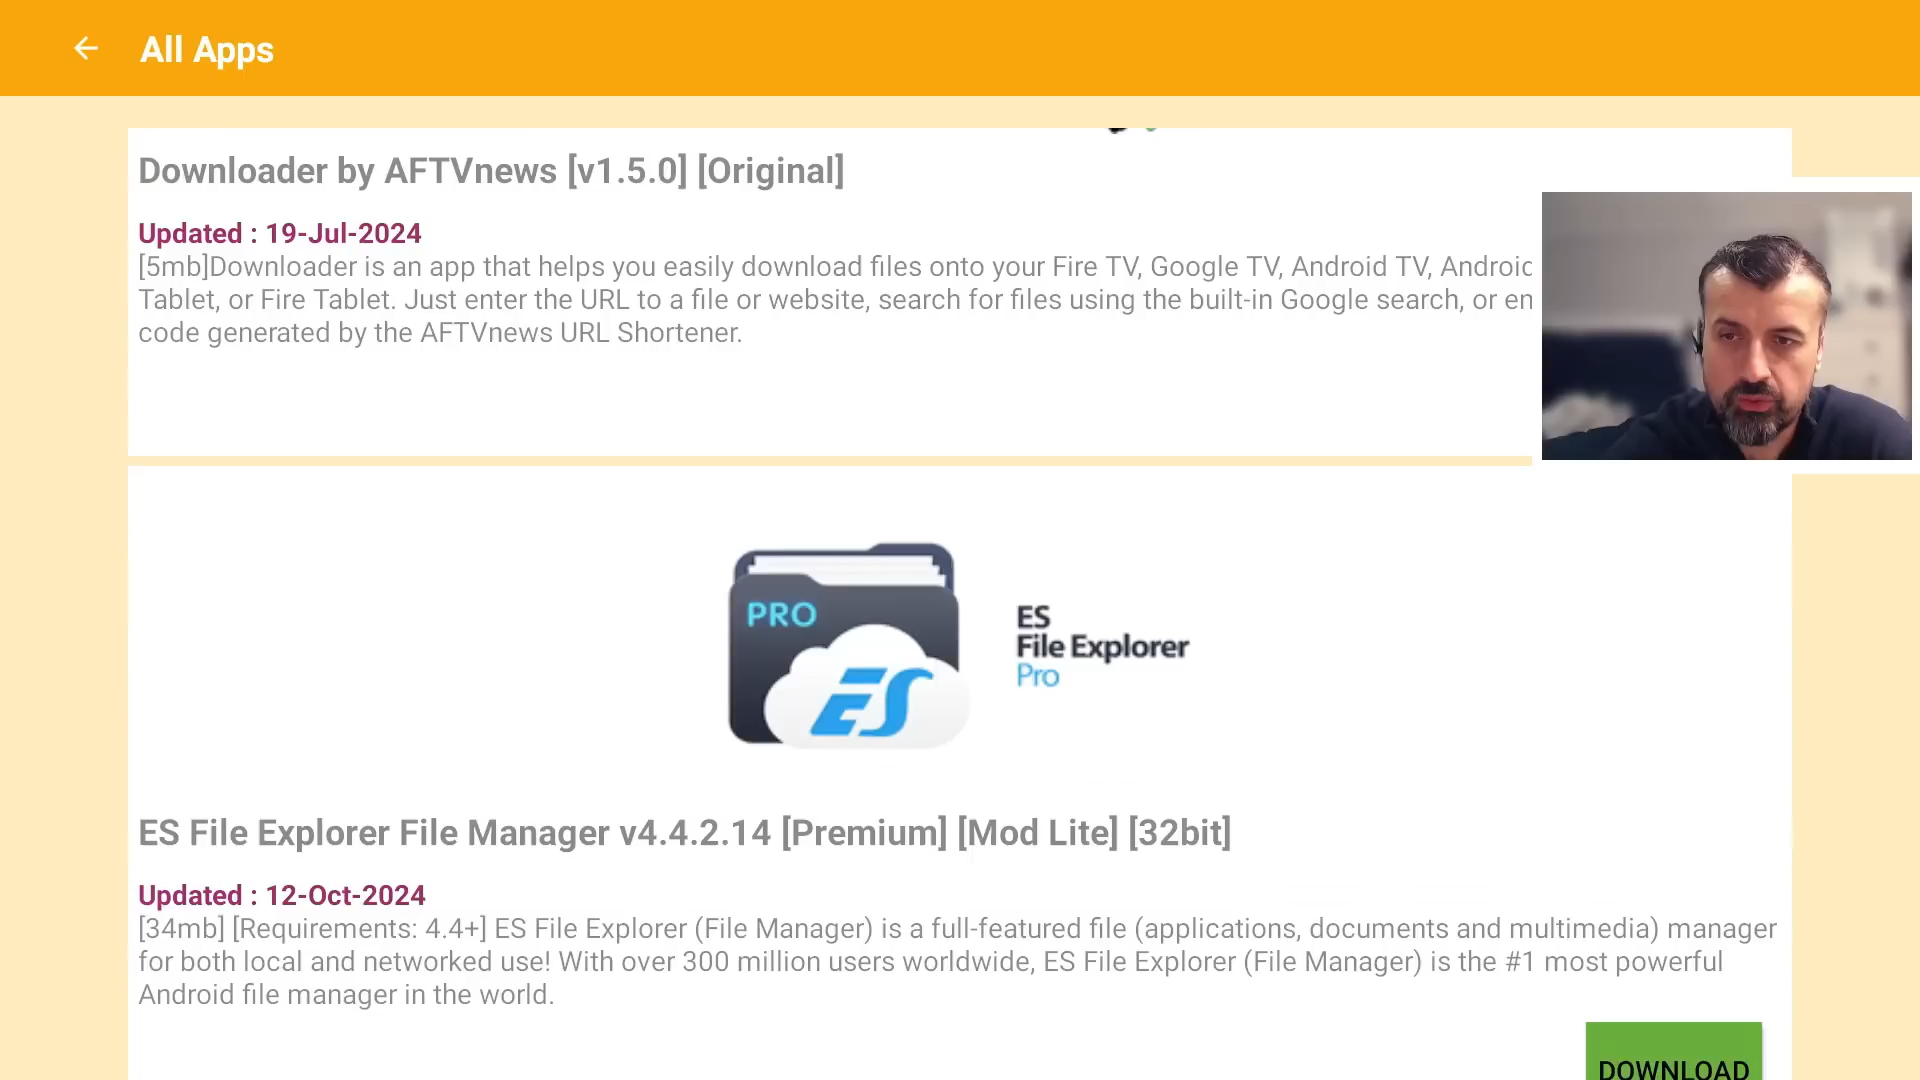 All Apps
Downloader by AFTVnews [v1.5.0] [Original]
Updated : 19-Jul-2024
[5mb]Downloader is an app that helps you easily download files onto your Fire TV, Google TV, Android TV,
Tablet, or Fire Tablet. Just enter the URL to a file or website, search for files using the built-in Google search, or
code generated by the AFTVnews URL Shortener.
PRO
ES
ES
File Explorer
Pro
ES File Explorer File Manager v4.4.2.14 [Premium] [Mod Lite] [32bit]
Updated : 12-Oct-2024
[34mb] [Requirements: 4.4+] ES File Explorer (File Manager) is a full-featured file (applications, documents and multimedia) manager
for both local and networked use! With over 300 million users worldwide, ES File Explorer (File Manager) is the #1 most powerful
Android file manager in the world.
DOWNLOAD